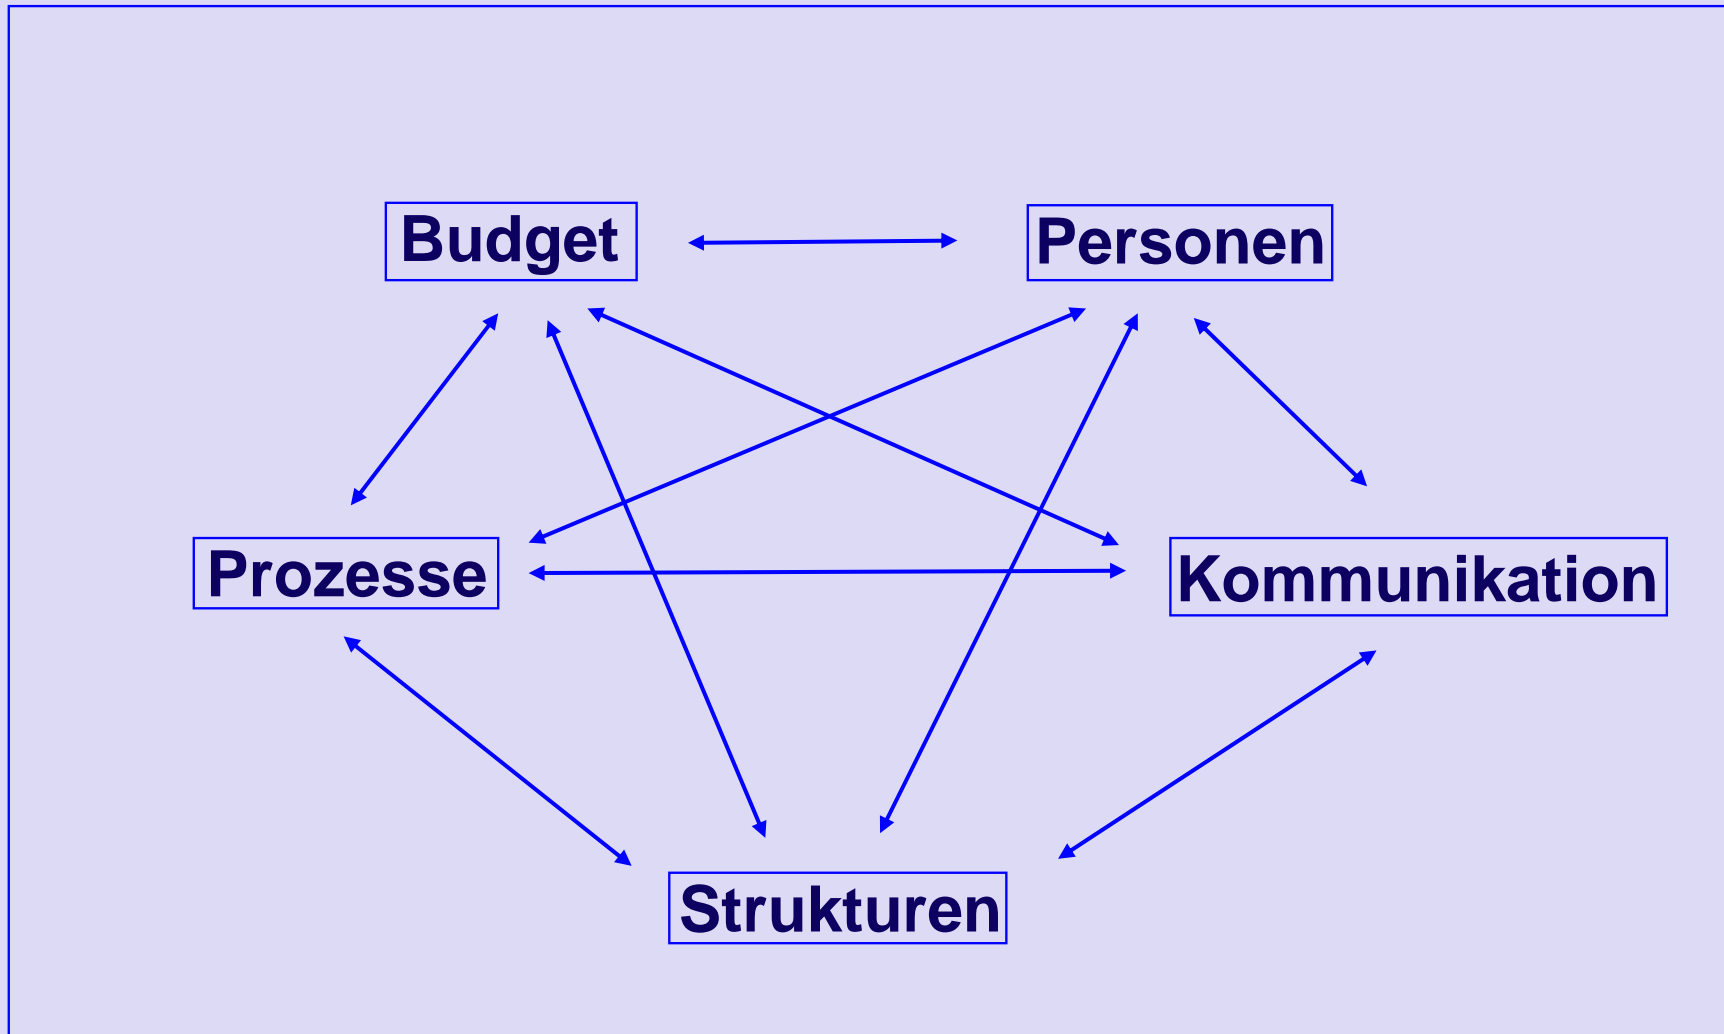 Budget
Personen
Prozesse
Kommunikation
Strukturen